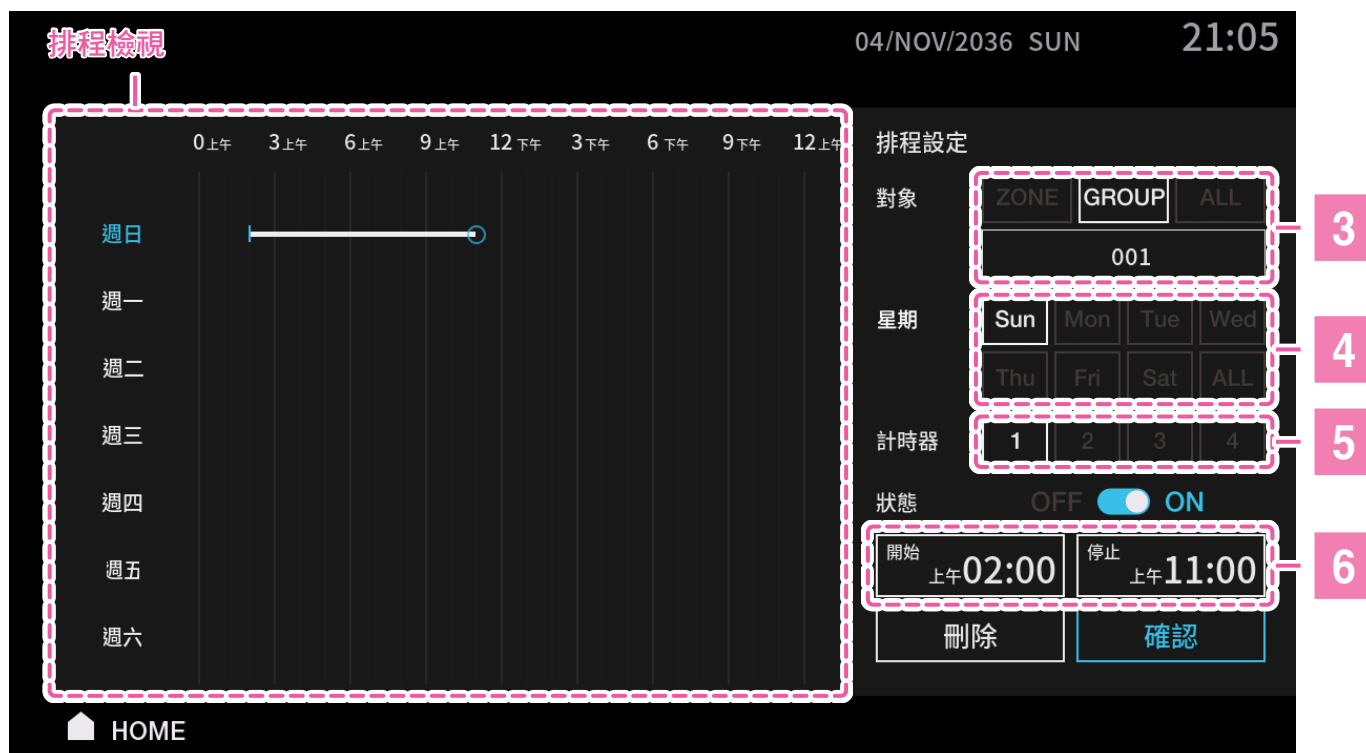 排程檢視
04/NOV/2036 SUN 21:05
0上午 3上午 6上午 9上午 12下午 3下午 6下午 9下午 12上午
週日
週一
週二
週三
週四
週五
週六
排程設定
對象 ZONE GROUP ALL
001
3
星期 Sun Mon Tue Wed
Thu Fri Sat ALL
4
計時器 1 2 3 4
5
狀態 OFF ON
開始 上午02:00 停止 上午11:00
6
刪除 確認
HOME